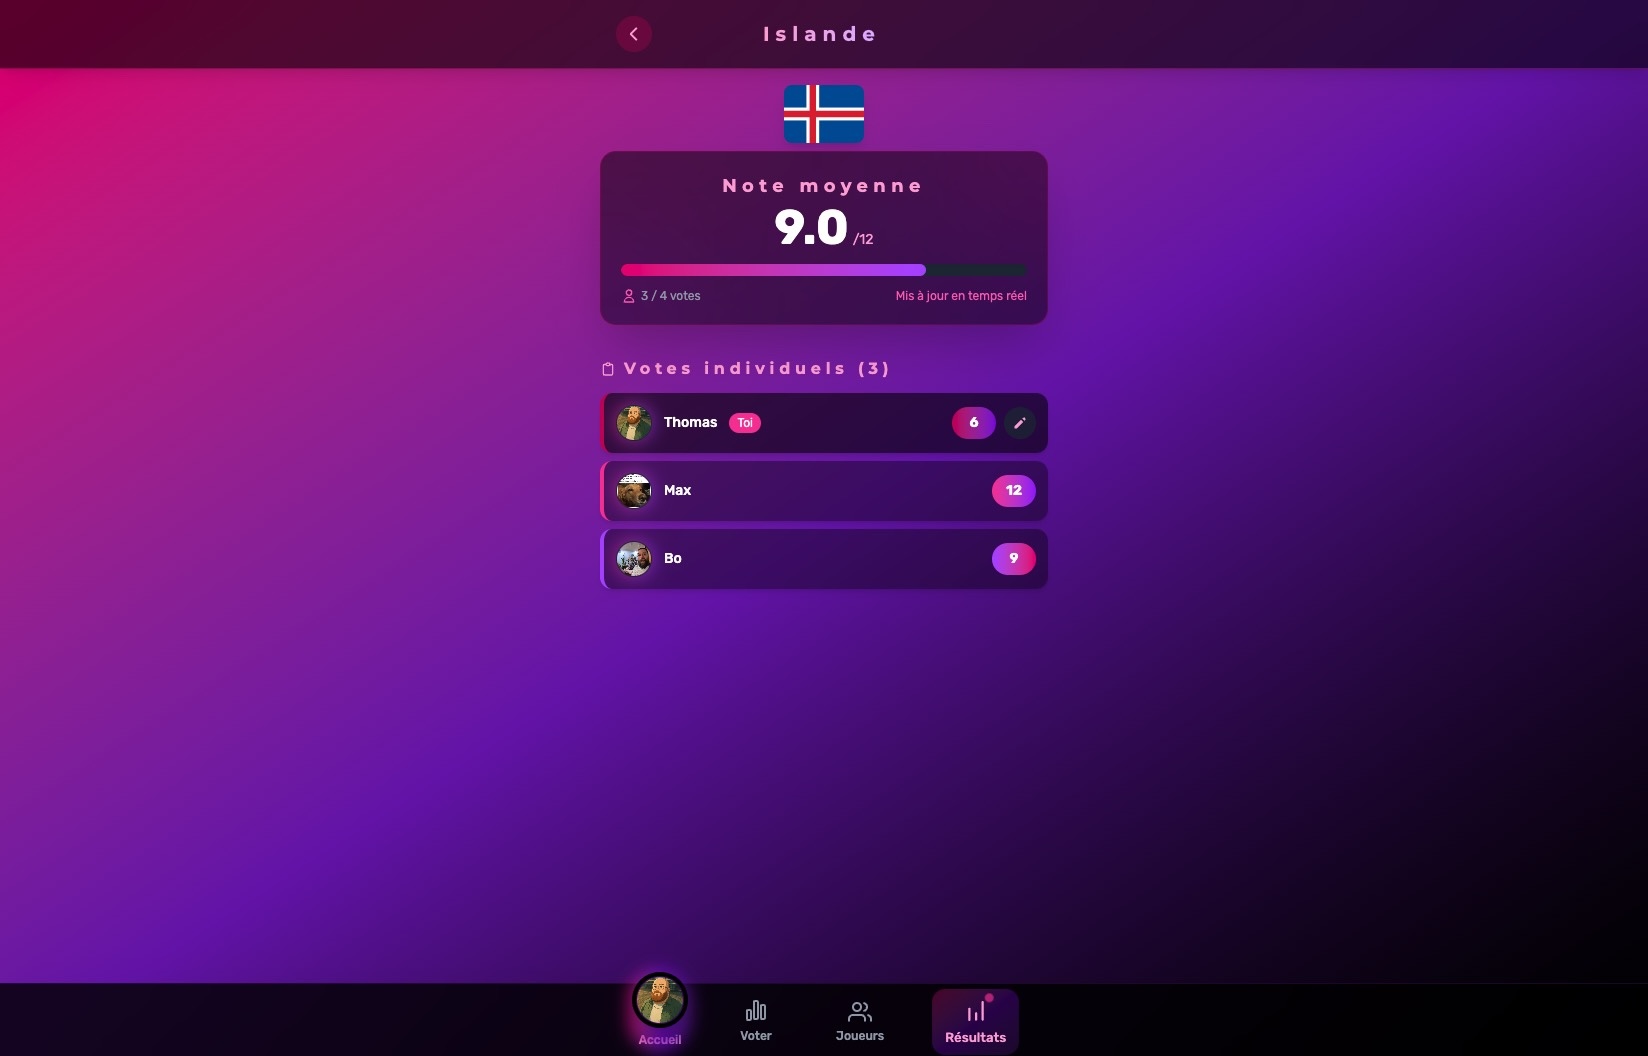 Islande
Note moyenne
9.0 /12
3 / 4 votes
Mis à jour en temps réel
Votes individuels (3)
Thomas Toi 6
Max 12
Bo 9
Accueil
Voter
Joueurs
Résultats